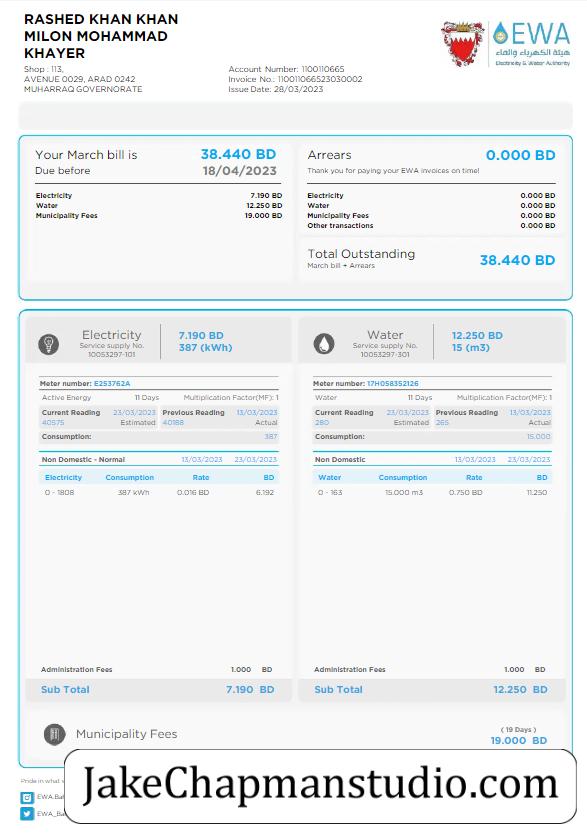 RASHED KHAN KHAN
MILON MOHAMMAD
KHAYER
Shop : 113,
AVENUE 0029, ARAD 0242
MUHARRAQ GOVERNORATE
Account Number: 1100110665
Invoice No.: 110011066523030002
Issue Date: 28/03/2023
EWA
هيئة الكهرباء والماء
Electricity & Water Authority
Your March bill is 38.440 BD
Due before 18/04/2023
Electricity 7.190 BD
Water 12.250 BD
Municipality Fees 19.000 BD
Arrears 0.000 BD
Thank you for paying your EWA invoices on time!
Electricity 0.000 BD
Water 0.000 BD
Municipality Fees 0.000 BD
Other transactions 0.000 BD
Total Outstanding 38.440 BD
March bill + Arrears
Electricity 7.190 BD
Service supply No. 387 (kWh)
10053297-101
Meter number: E253762A
Active Energy 11 Days Multiplication Factor(MF): 1
Current Reading 23/03/2023 Previous Reading 13/03/2023
40575 Estimated 40188 Actual
Consumption: 387
Non Domestic - Normal 13/03/2023 23/03/2023
Electricity Consumption Rate BD
0 - 1808 387 kWh 0.016 BD 6.192
Administration Fees 1.000 BD
Sub Total 7.190 BD
Water 12.250 BD
Service supply No. 15 (m3)
10053297-301
Meter number: 17H058352126
Water 11 Days Multiplication Factor(MF): 1
Current Reading 23/03/2023 Previous Reading 13/03/2023
280 Estimated 265 Actual
Consumption: 15.000
Non Domestic 13/03/2023 23/03/2023
Water Consumption Rate BD
0 - 163 15.000 m3 0.750 BD 11.250
Administration Fees 1.000 BD
Sub Total 12.250 BD
Municipality Fees
( 19 Days )
19.000 BD
Pride in what
JakeChapmanstudio.com